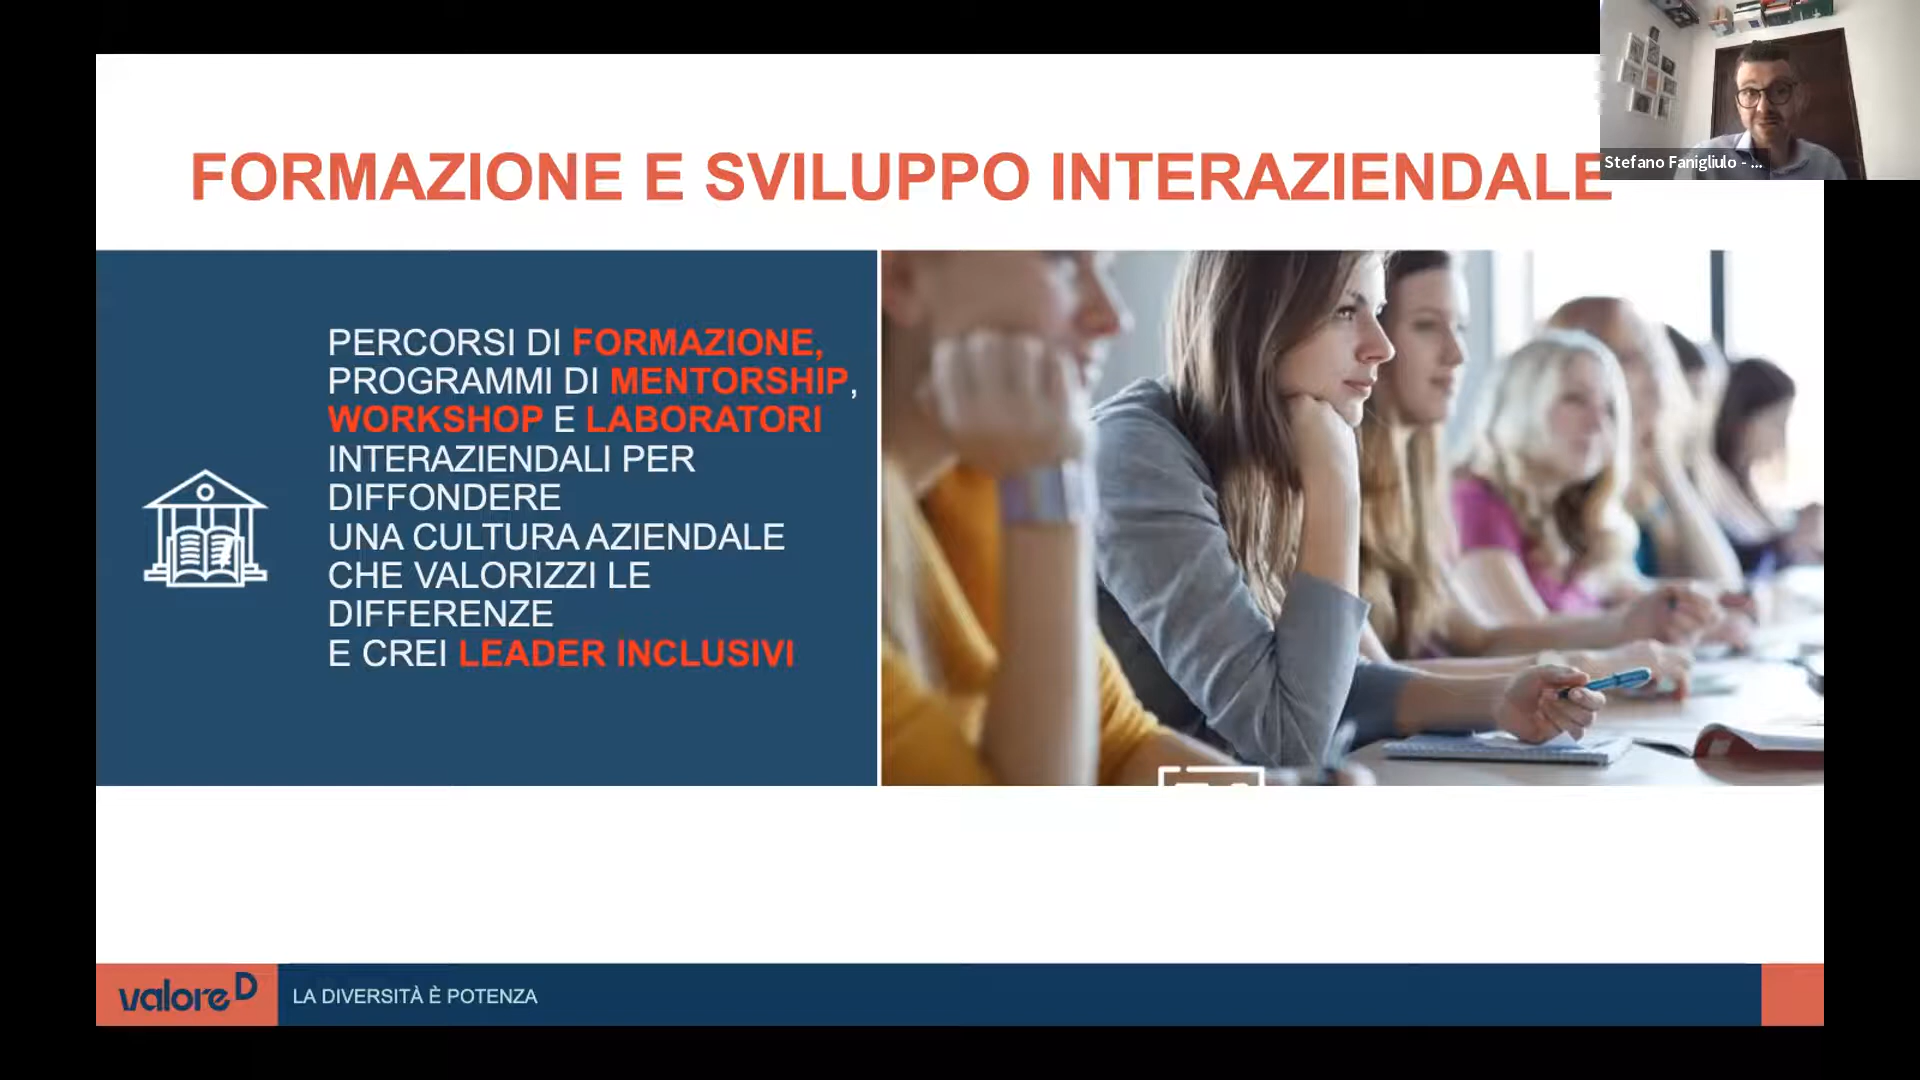 FORMAZIONE E SVILUPPO INTERAZIENDALE
PERCORSI DI FORMAZIONE,
PROGRAMMI DI MENTORSHIP,
WORKSHOP E LABORATORI
INTERAZIENDALI PER
DIFFONDERE
UNA CULTURA AZIENDALE
CHE VALORIZZI LE
DIFFERENZE
E CREI LEADER INCLUSIVI
Stefano Fanigliulo - ...
valore D
LA DIVERSITÀ È POTENZA